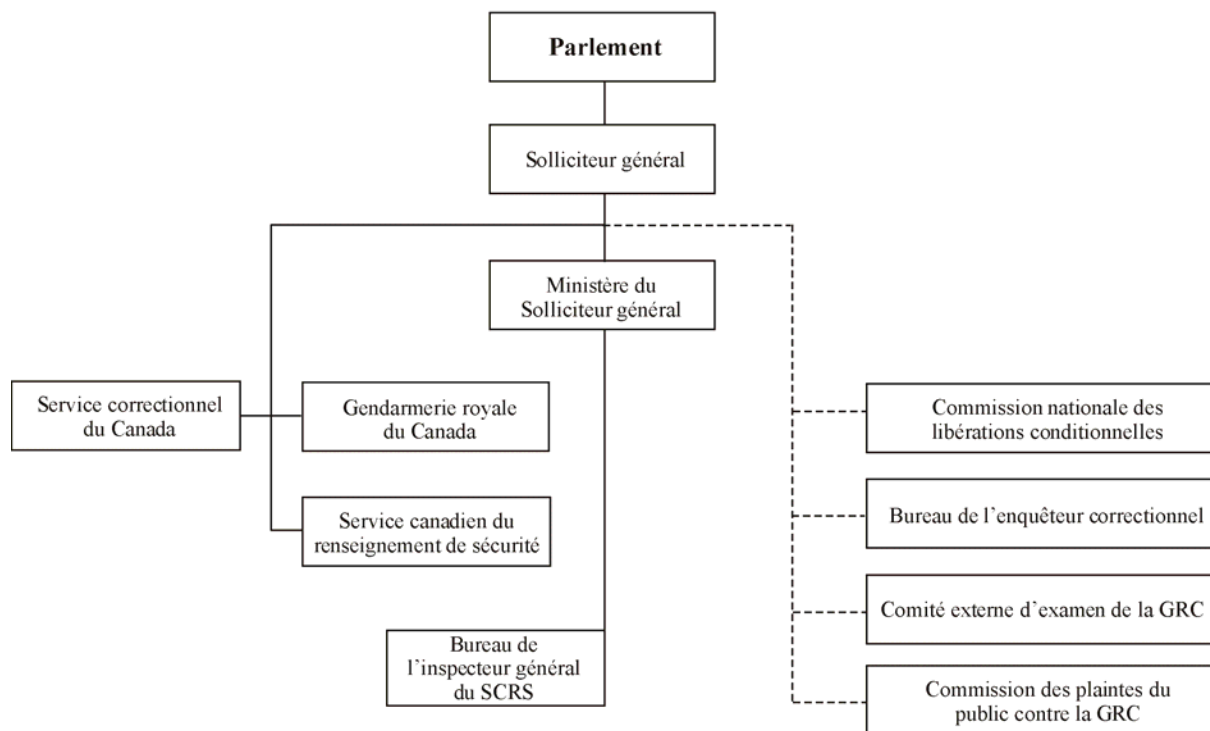 Parlement
Solliciteur général
Ministère du
Solliciteur général
Service correctionnel
du Canada
Gendarmerie royale
du Canada
Service canadien du
renseignement de sécurité
Bureau de
l’inspecteur général
du SCRS
Commission nationale des
libérations conditionnelles
Bureau de l’enquêteur correctionnel
Comité externe d’examen de la GRC
Commission des plaintes du
public contre la GRC